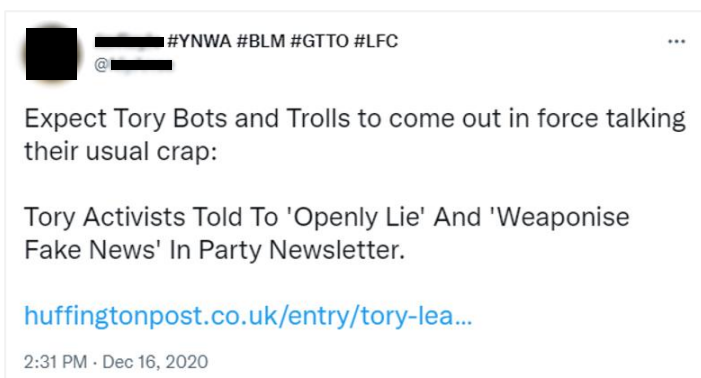 #YNWA #BLM #GTTO #LFC
@
Expect Tory Bots and Trolls to come out in force talking
their usual crap:
Tory Activists Told To 'Openly Lie' And 'Weaponise
Fake News' In Party Newsletter.
huffingtonpost.co.uk/entry/tory-lea...
2:31 PM · Dec 16, 2020